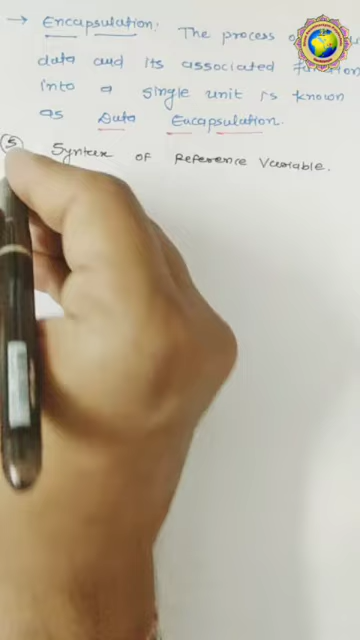 → Encapsulation: The process o
data and its associated function
into a single unit is known
as Data Encapsulation.
5 Syntax of Reference Variable.